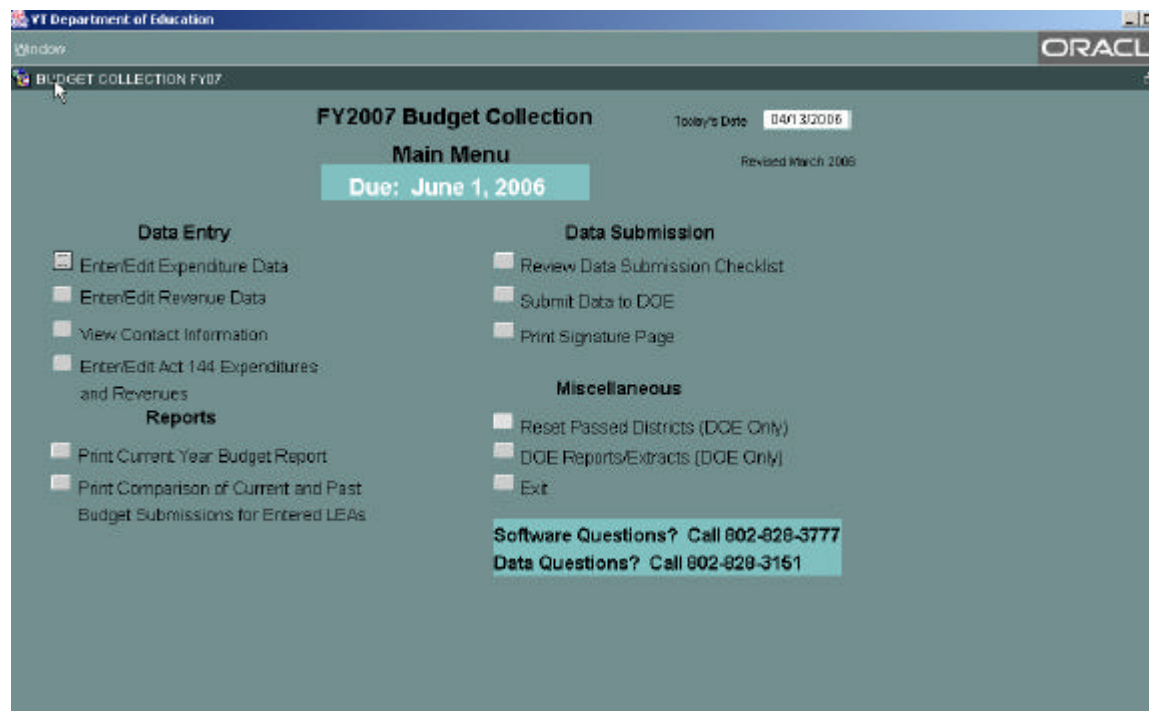 VT Department of Education
Window
ORACL
BUDGET COLLECTION FY07
FY2007 Budget Collection
Today's Date 04/13/2006
Main Menu
Revised March 2006
Due: June 1, 2006
Data Entry
Enter/Edit Expenditure Data
Enter/Edit Revenue Data
View Contact Information
Enter/Edit Act 144 Expenditures
and Revenues
Reports
Print Current Year Budget Report
Print Comparison of Current and Past
Budget Submissions for Entered LEAs
Data Submission
Review Data Submission Checklist
Submit Data to DOE
Print Signature Page
Miscellaneous
Reset Passed Districts (DOE Only)
DOE Reports/Extracts (DOE Only)
Exit
Software Questions? Call 802-828-3777
Data Questions? Call 802-828-3151